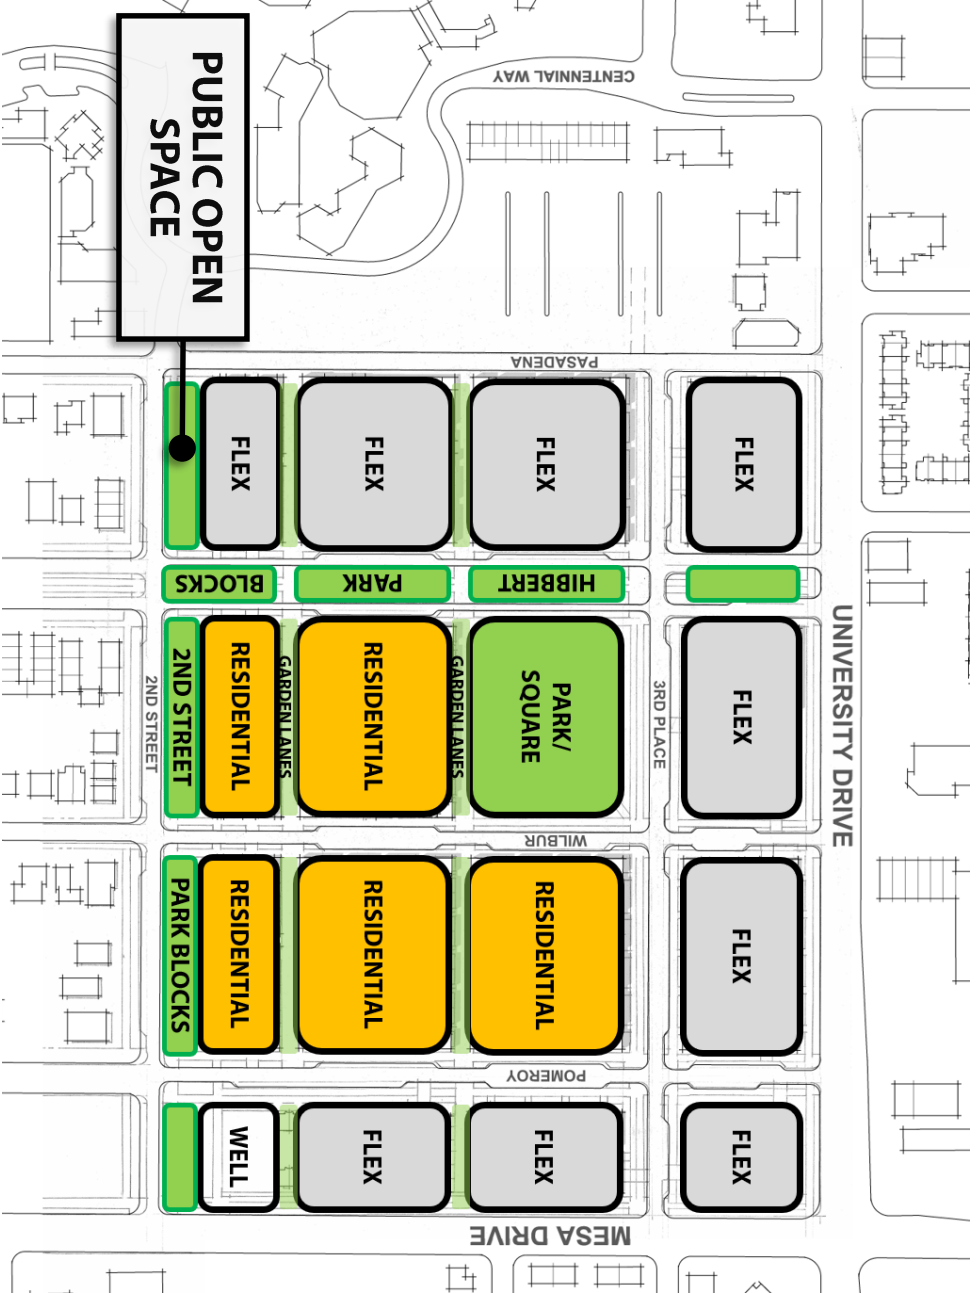 PUBLIC OPEN
SPACE
CENTENNIAL WAY
PASADENA
FLEX
FLEX
FLEX
FLEX
BLOCKS
PARK
HIBBERT
2ND STREET
2ND STREET
RESIDENTIAL
GARDEN LANES
RESIDENTIAL
GARDEN LANES
PARK/
SQUARE
3RD PLACE
FLEX
UNIVERSITY DRIVE
WILBUR
PARK BLOCKS
RESIDENTIAL
RESIDENTIAL
RESIDENTIAL
FLEX
POMEROY
WELL
FLEX
FLEX
FLEX
MESA DRIVE